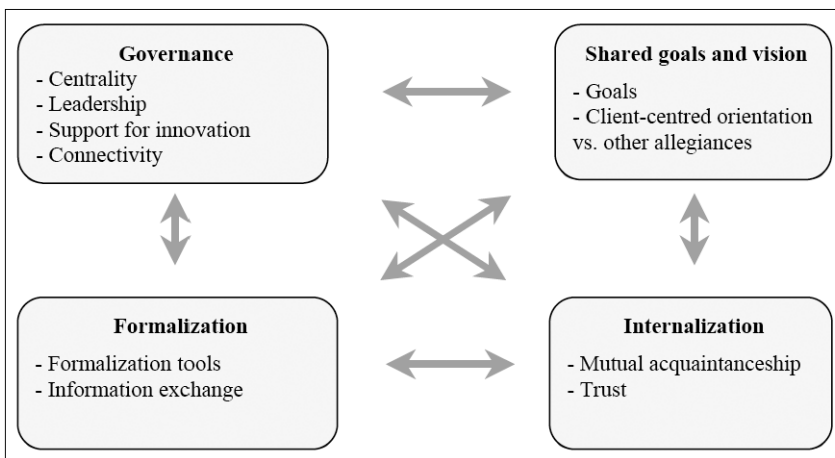 Governance
- Centrality
- Leadership
- Support for innovation
- Connectivity
Shared goals and vision
- Goals
- Client-centred orientation
vs. other allegiances
Formalization
- Formalization tools
- Information exchange
Internalization
- Mutual acquaintanceship
- Trust